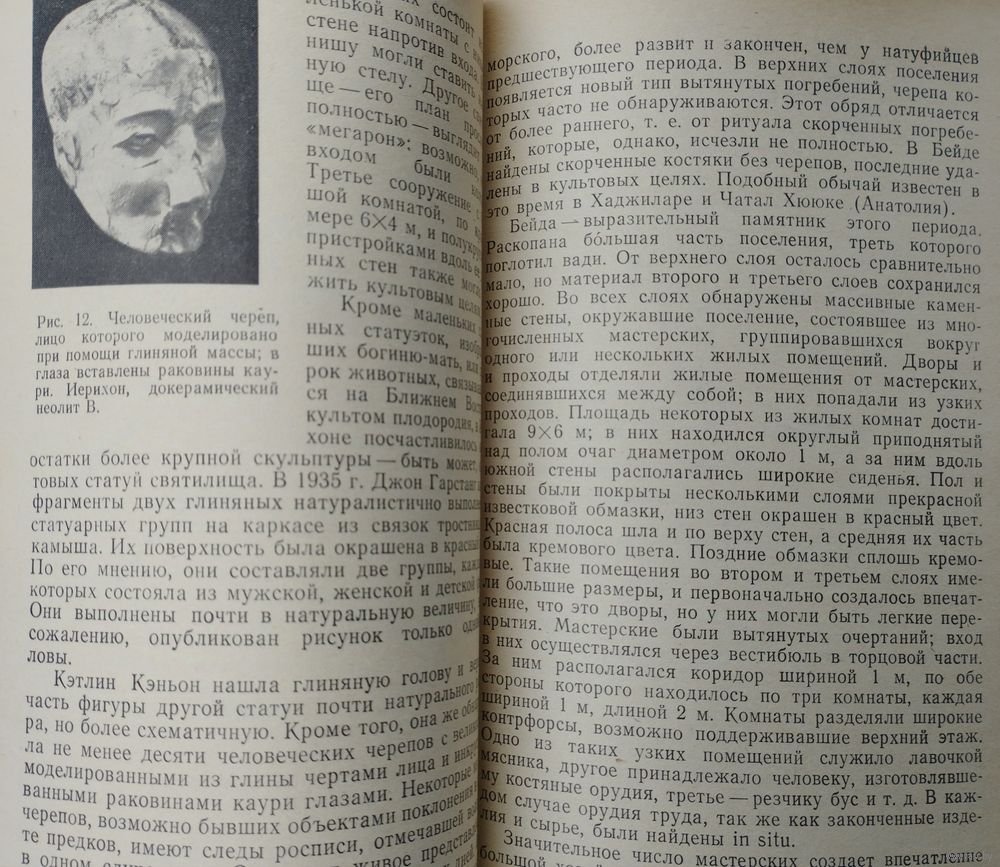 ленькой комнаты с
стене напротив входа.
нишу могли ставить
ную стелу. Другое
ще — его план
полностью — выглядит
«мегарон»: возможно,
входом были
Третье сооружение
шой комнатой, по
мере 6×4 м, и
пристройками вдоль
ных стен также
жить культовым
Кроме маленьких
ных статуэток,
ших богиню-мать, или
рок животных,
ся на Ближнем
культом плодородия,
хоне посчастливилось
Рис. 12. Человеческий череп,
лицо которого моделировано
при помощи глиняной массы; в
глаза вставлены раковины кау-
ри. Иерихон, докерамический
неолит В.
остатки более крупной скульптуры — быть может,
товых статуй святилища. В 1935 г. Джон Гарстанг
фрагменты двух глиняных натуралистично
статуарных групп на каркасе из связок
камыша. Их поверхность была окрашена в
По его мнению, они составляли две группы,
которых состояла из мужской, женской и детской
Они выполнены почти в натуральную величину,
сожалению, опубликован рисунок только
ловы.
Кэтлин Кэньон нашла глиняную голову и
часть фигуры другой статуи почти натурального
ра, но более схематичную. Кроме того, она же
ла не менее десяти человеческих черепов с
моделированными из глины чертами лица и
ванными раковинами каури глазами. Некоторые
черепов, возможно бывших объектами поклонения
те предков, имеют следы росписи, отмечавшей
в одном
морского, более развит и закончен, чем у натуфийцев
предшествующего периода. В верхних слоях поселения
появляется новый тип вытянутых погребений, черепа ко-
торых часто не обнаруживаются. Этот обряд отличается
от более раннего, т. е. от ритуала скорченных погребе-
ний, которые, однако, исчезли не полностью. В Бейде
найдены скорченные костяки без черепов, последние уда-
лены в культовых целях. Подобный обычай известен в
это время в Хаджиларе и Чатал Хююке (Анатолия).
Бейда — выразительный памятник этого периода.
Раскопана бо́льшая часть поселения, треть которого
поглотил вади. От верхнего слоя осталось сравнительно
мало, но материал второго и третьего слоев сохранился
хорошо. Во всех слоях обнаружены массивные камен-
ные стены, окружавшие поселение, состоявшее из мно-
гочисленных мастерских, группировавшихся вокруг
одного или нескольких жилых помещений. Дворы и
и проходы отделяли жилые помещения от мастерских,
соединявшихся между собой; в них попадали из узких
проходов. Площадь некоторых из жилых комнат дости-
гала 9×6 м; в них находился округлый приподнятый
над полом очаг диаметром около 1 м, а за ним вдоль
южной стены располагались широкие сиденья. Пол и
стены были покрыты несколькими слоями прекрасной
известковой обмазки, низ стен окрашен в красный цвет.
Красная полоса шла и по верху стен, а средняя их часть
была кремового цвета. Поздние обмазки сплошь кремо-
вые. Такие помещения во втором и третьем слоях име-
ли большие размеры, и первоначально создалось впечат-
ление, что это дворы, но у них могли быть легкие пере-
крытия. Мастерские были вытянутых очертаний; вход
в них осуществлялся через вестибюль в торцовой части.
За ним располагался коридор шириной 1 м, по обе
стороны которого находилось по три комнаты, каждая
шириной 1 м, длиной 2 м. Комнаты разделяли широкие
контрфорсы, возможно поддерживавшие верхний этаж.
Одно из таких узких помещений служило лавочкой
мясника, другое принадлежало человеку, изготовлявше-
му костяные орудия, третье — резчику бус и т. д. В каж-
дом случае орудия труда, так же как законченные изде-
лия и сырье, были найдены in situ.
Значительное число мастерских создает впечатление